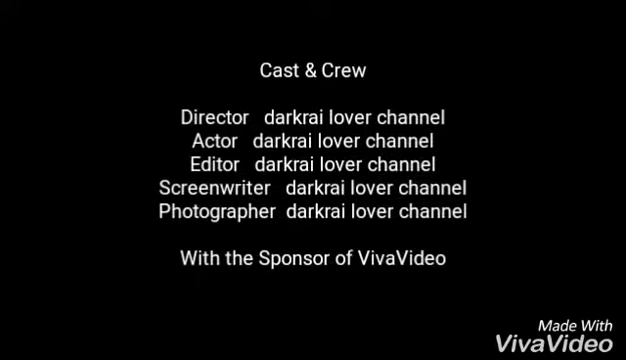 Cast & Crew
Director darkrai lover channel
Actor darkrai lover channel
Editor darkrai lover channel
Screenwriter darkrai lover channel
Photographer darkrai lover channel
With the Sponsor of VivaVideo
Made With
VivaVideo